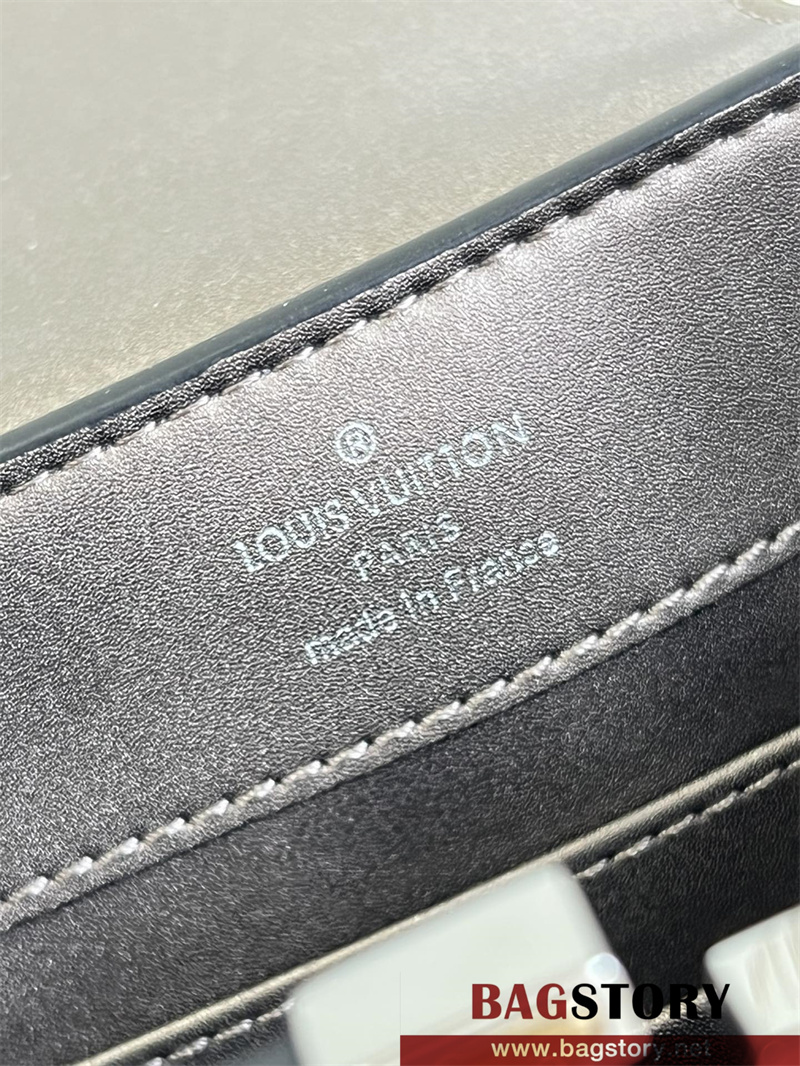 ®
LOUIS VUITTON
PARIS
made in France
BAGSTORY
www.bagstory.net